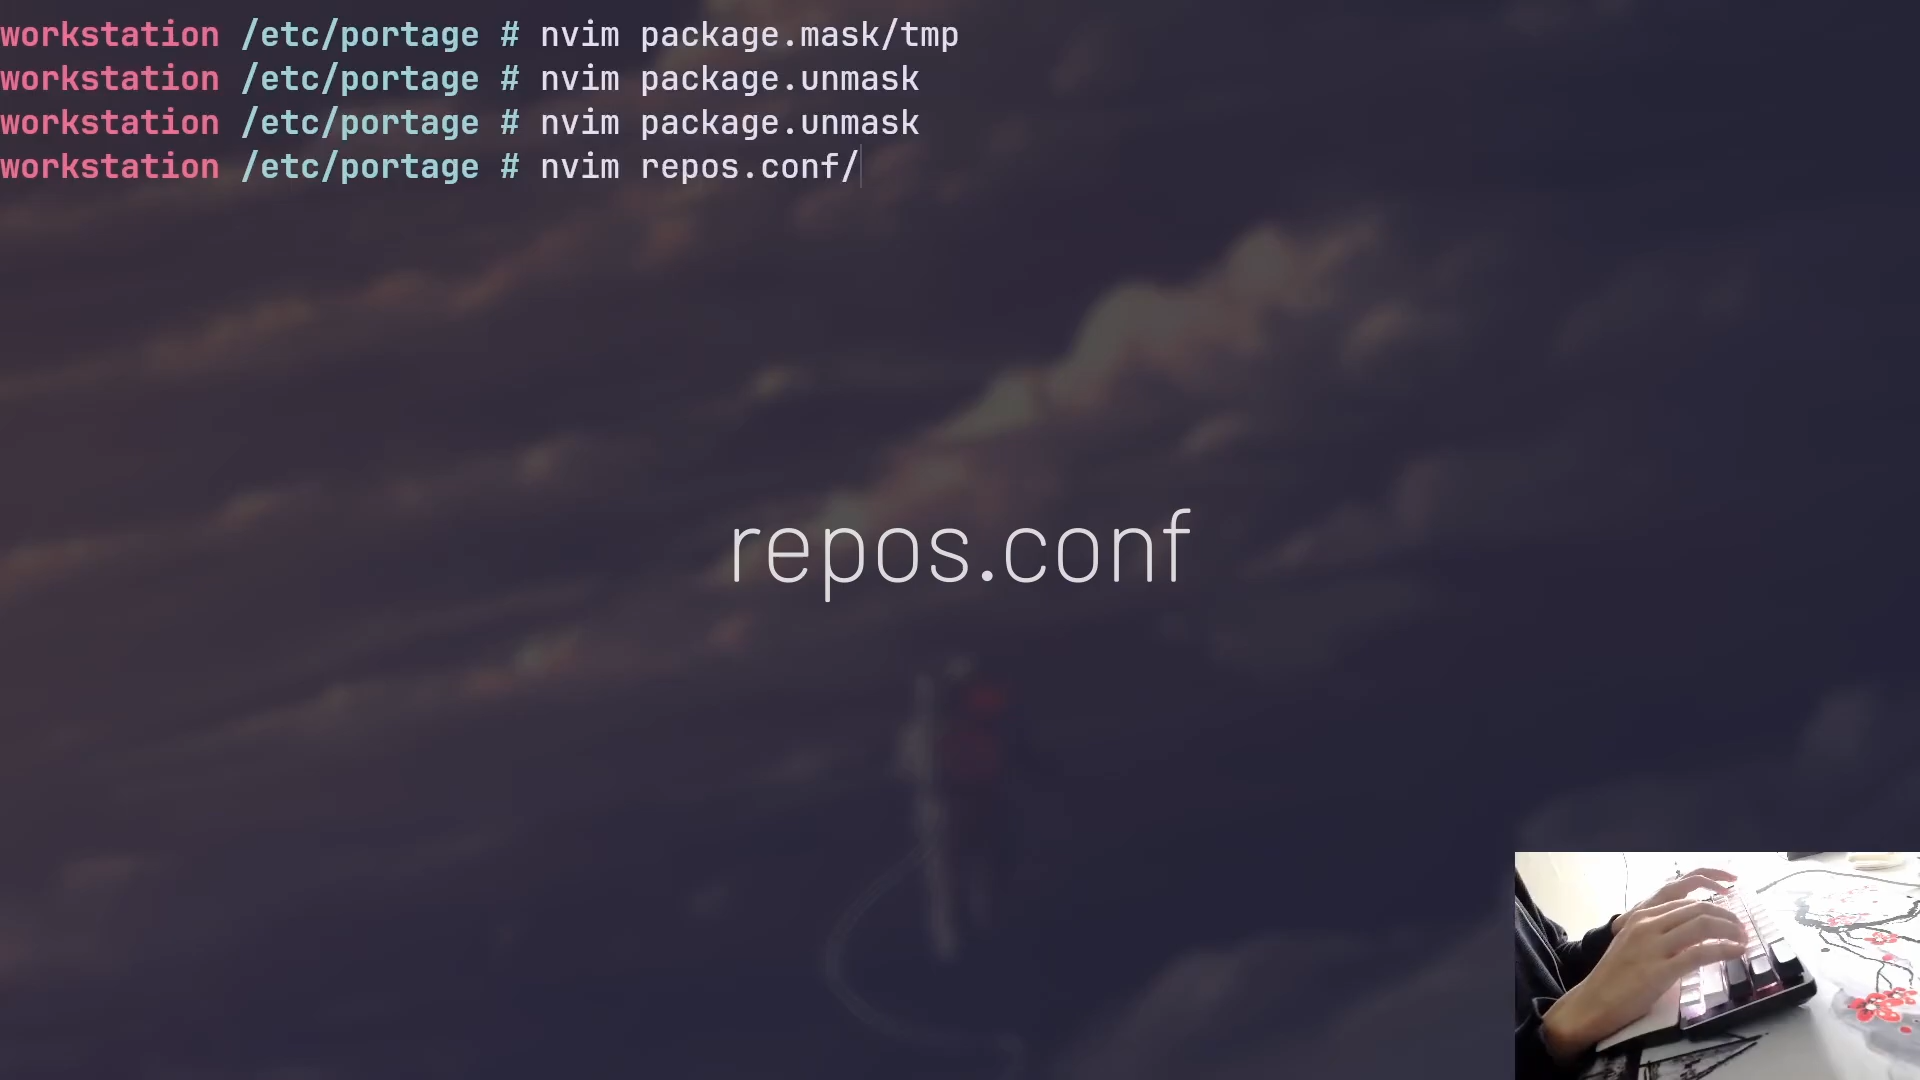 workstation /etc/portage # nvim package.mask/tmp
workstation /etc/portage # nvim package.unmask
workstation /etc/portage # nvim package.unmask
workstation /etc/portage # nvim repos.conf/
repos.conf